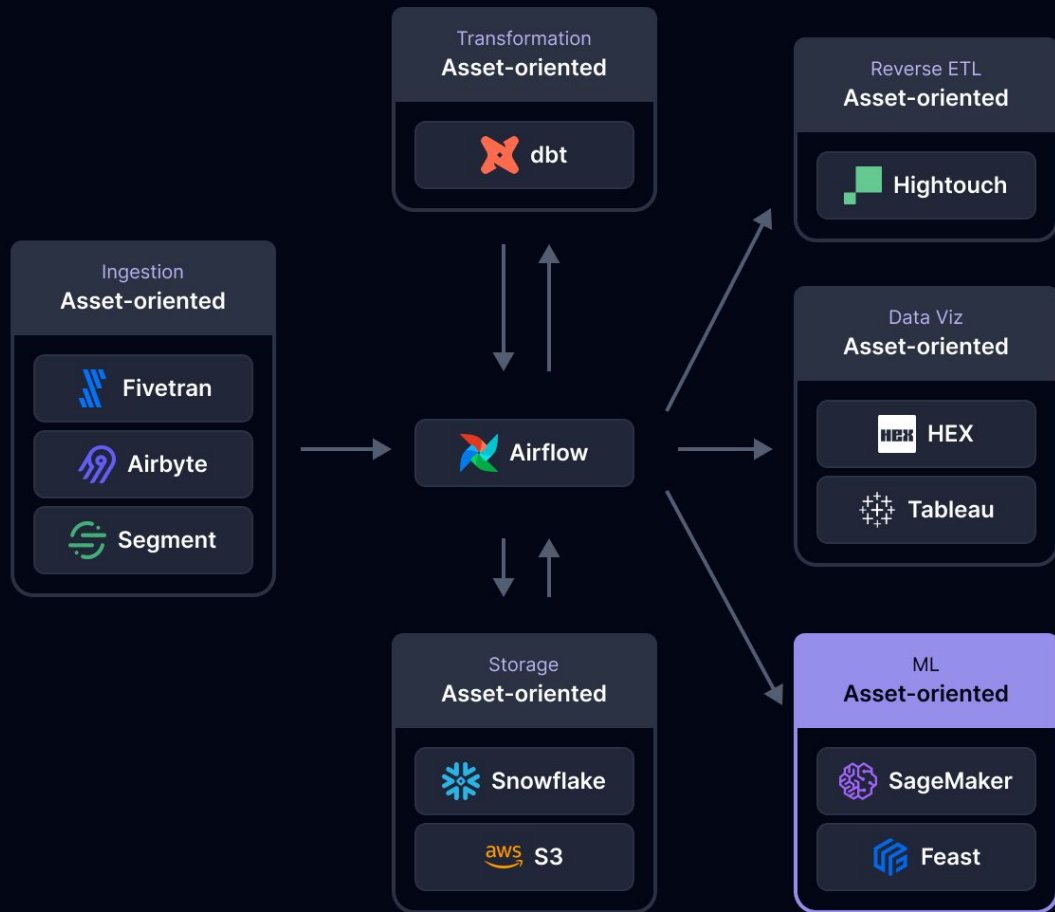 Transformation
Asset-oriented
dbt
Reverse ETL
Asset-oriented
Hightouch
Ingestion
Asset-oriented
Fivetran
Airbyte
Segment
Airflow
Data Viz
Asset-oriented
HEX HEX
Tableau
Storage
Asset-oriented
Snowflake
aws S3
ML
Asset-oriented
SageMaker
Feast